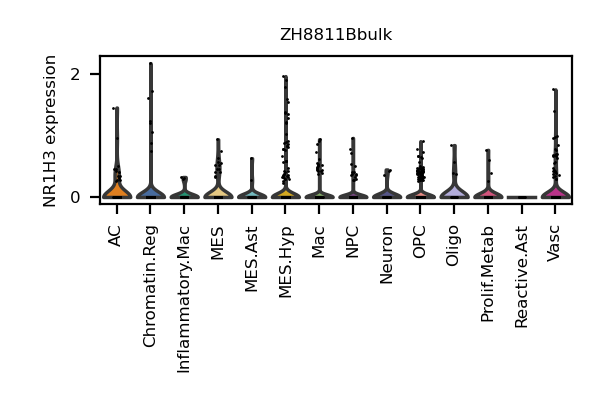 ZH8811Bbulk
NR1H3 expression
2
0
AC
Chromatin.Reg
Inflammatory.Mac
MES
MES.Ast
MES.Hyp
Mac
NPC
Neuron
OPC
Oligo
Prolif.Metab
Reactive.Ast
Vasc